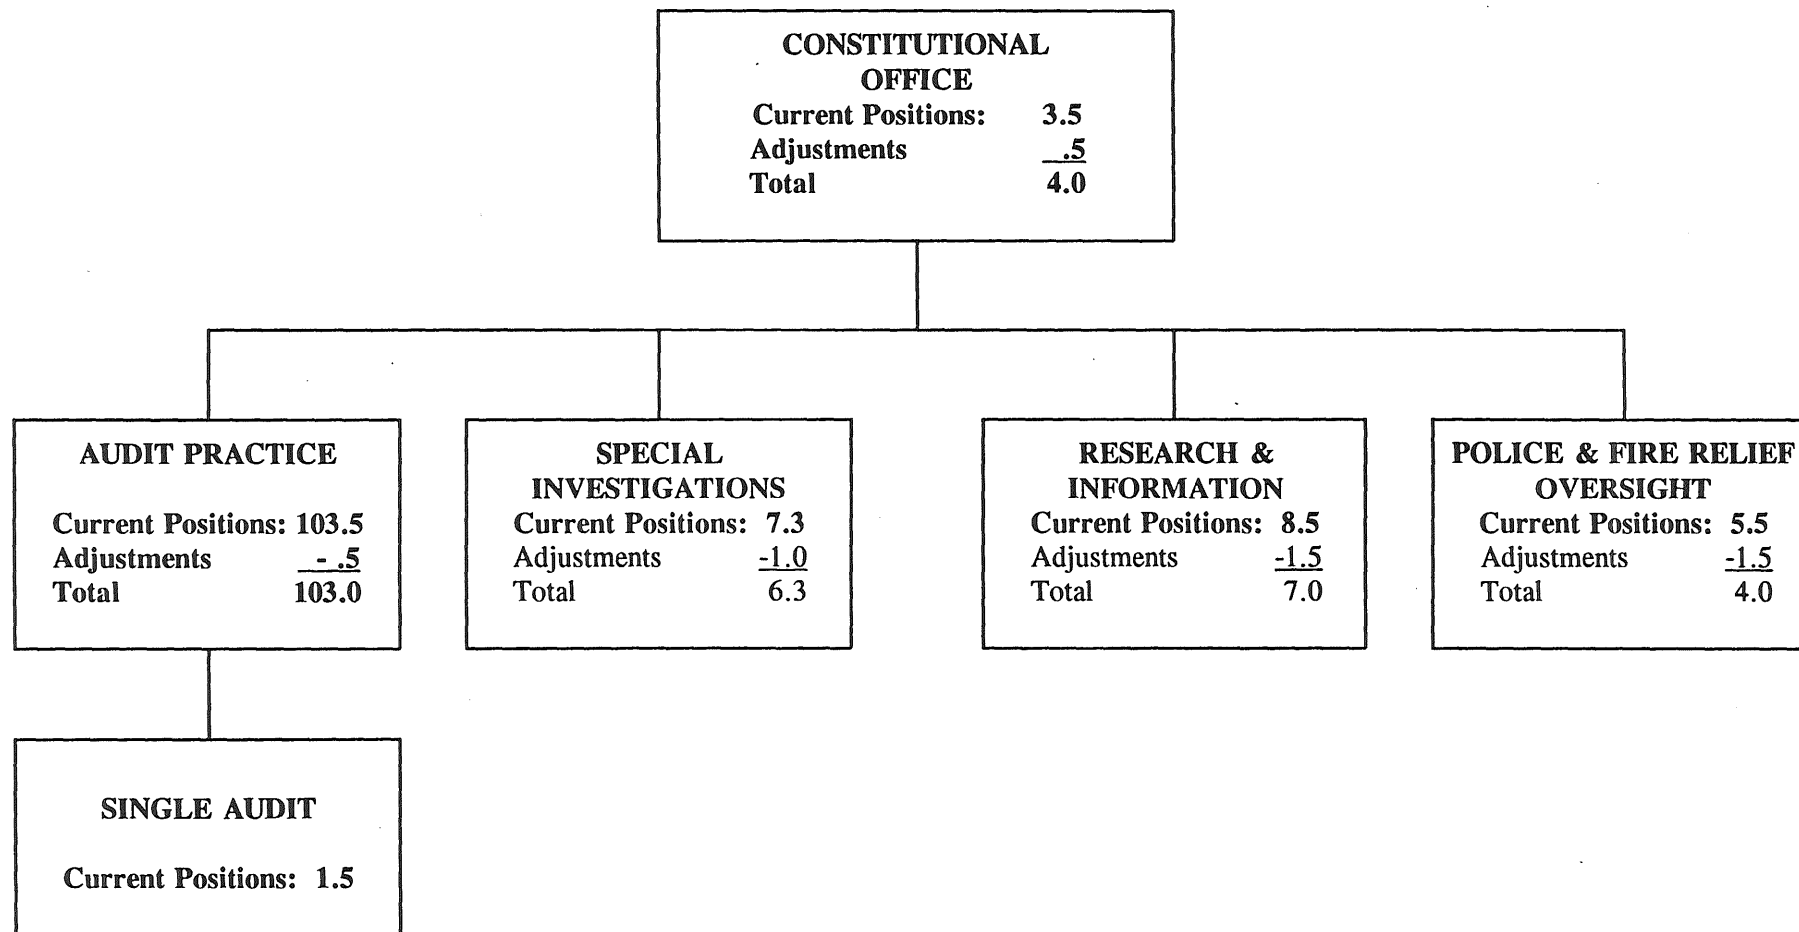 CONSTITUTIONAL
OFFICE
Current Positions: 3.5
Adjustments .5
Total 4.0
AUDIT PRACTICE
Current Positions: 103.5
Adjustments - .5
Total 103.0
SPECIAL
INVESTIGATIONS
Current Positions: 7.3
Adjustments -1.0
Total 6.3
RESEARCH &
INFORMATION
Current Positions: 8.5
Adjustments -1.5
Total 7.0
POLICE & FIRE RELIEF
OVERSIGHT
Current Positions: 5.5
Adjustments -1.5
Total 4.0
SINGLE AUDIT
Current Positions: 1.5